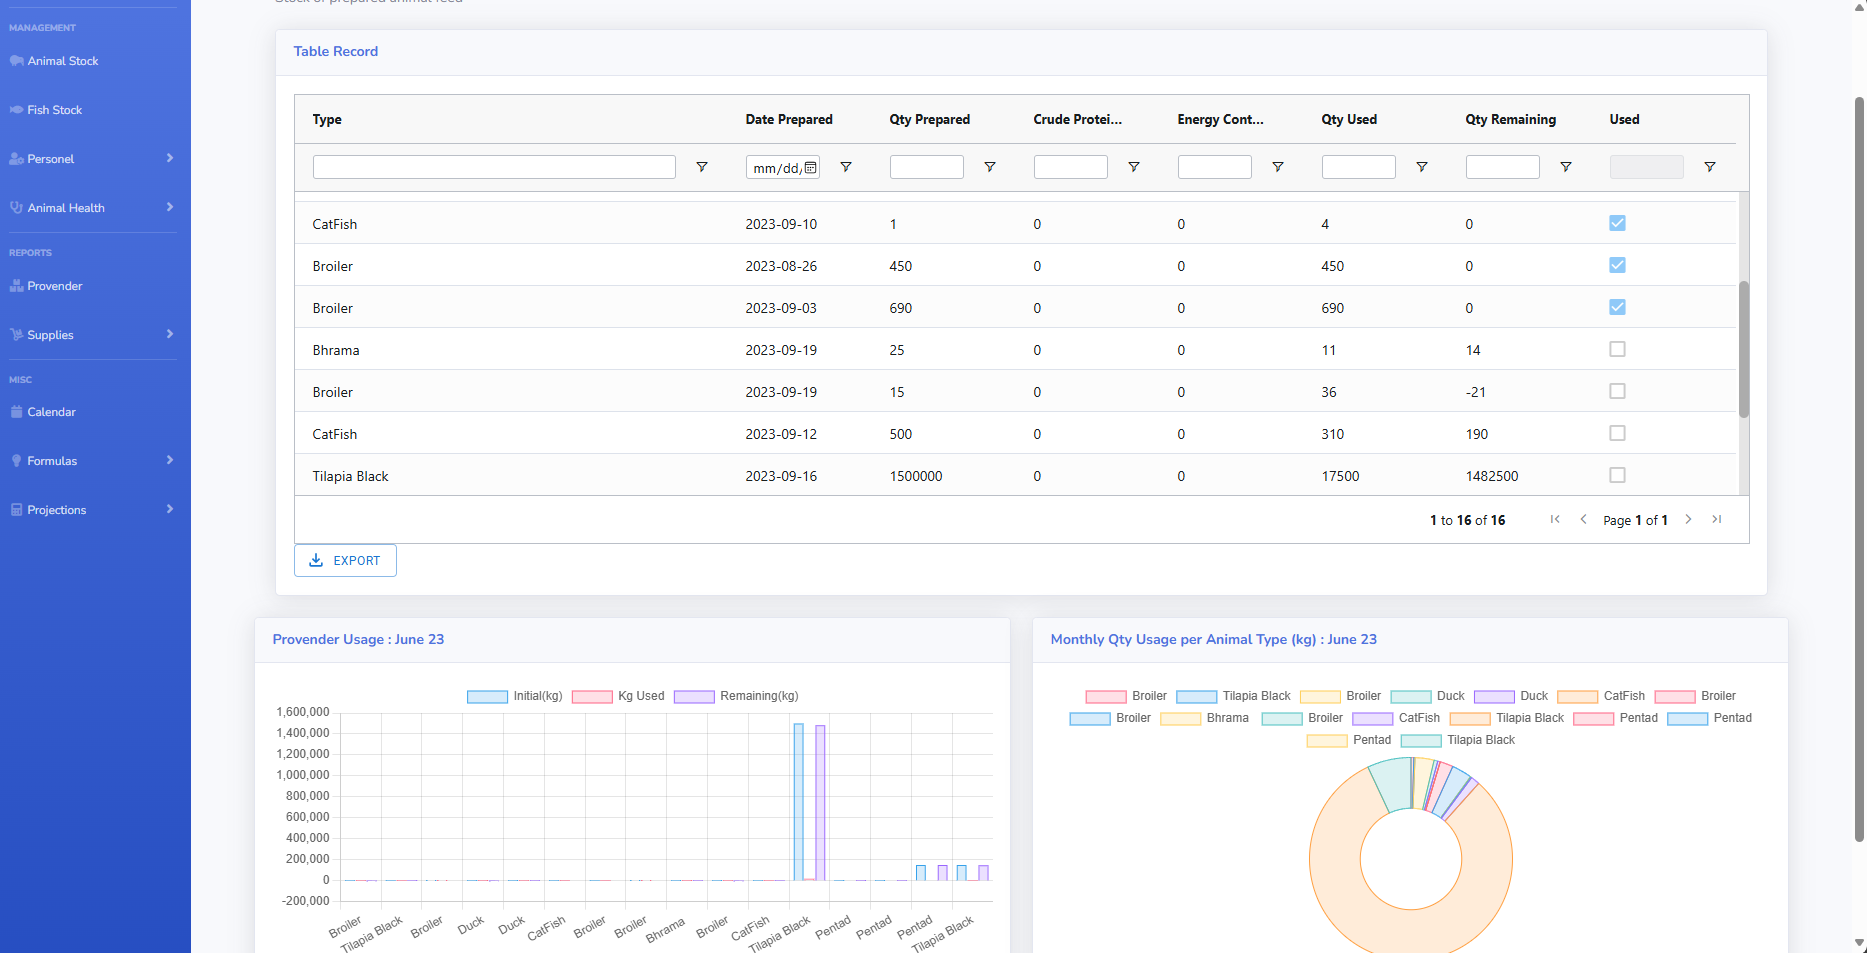 Stock of prepared animal feed
MANAGEMENT
Animal Stock
Fish Stock
Personel
Animal Health
REPORTS
Provender
Supplies
MISC
Calendar
Formulas
Projections
Table Record
Type Date Prepared Qty Prepared Crude Protei... Energy Cont... Qty Used Qty Remaining Used
mm/dd/
CatFish 2023-09-10 1 0 0 4 0
Broiler 2023-08-26 450 0 0 450 0
Broiler 2023-09-03 690 0 0 690 0
Bhrama 2023-09-19 25 0 0 11 14
Broiler 2023-09-19 15 0 0 36 -21
CatFish 2023-09-12 500 0 0 310 190
Tilapia Black 2023-09-16 1500000 0 0 17500 1482500
1 to 16 of 16 Page 1 of 1
EXPORT
Provender Usage : June 23
Initial(kg) Kg Used Remaining(kg)
1,600,000
1,400,000
1,200,000
1,000,000
800,000
600,000
400,000
200,000
0
-200,000
Broiler Tilapia Black Broiler Duck Duck CatFish Broiler Broiler Bhrama Broiler CatFish Tilapia Black Pentad Pentad Pentad Tilapia Black
Monthly Qty Usage per Animal Type (kg) : June 23
Broiler Tilapia Black Broiler Duck Duck CatFish Broiler
Broiler Bhrama Broiler CatFish Tilapia Black Pentad Pentad
Pentad Tilapia Black